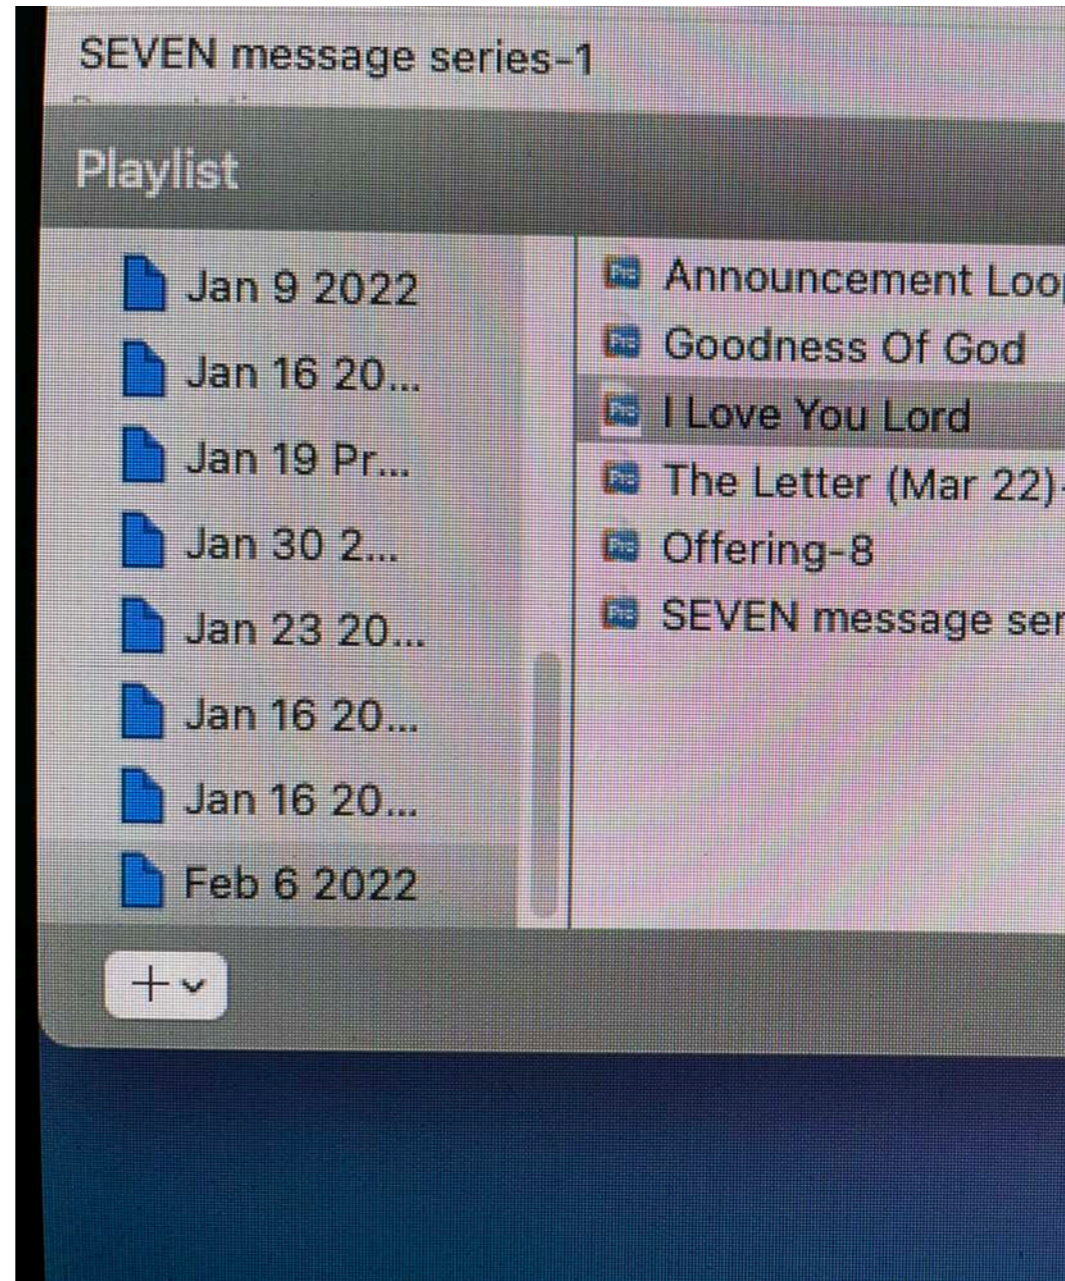 SEVEN message series-1
Playlist
Jan 9 2022
Jan 16 20...
Jan 19 Pr...
Jan 30 2...
Jan 23 20...
Jan 16 20...
Jan 16 20...
Feb 6 2022
Announcement Loo
Goodness Of God
I Love You Lord
The Letter (Mar 22)-
Offering-8
SEVEN message ser